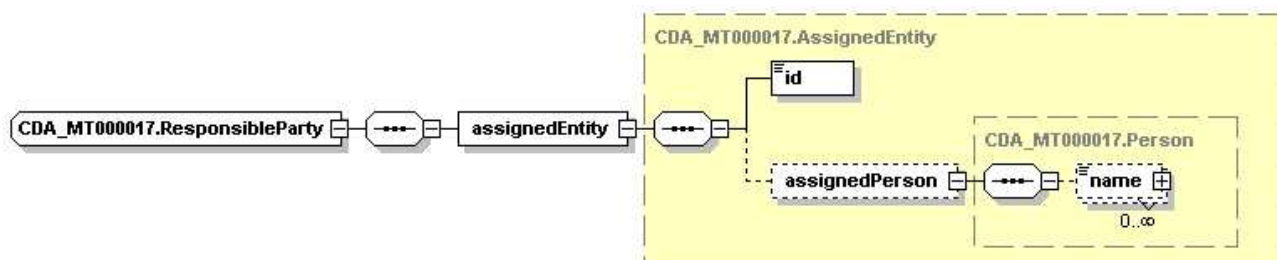 CDA_MT000017.AssignedEntity
id
CDA_MT000017.ResponsibleParty
assignedEntity
CDA_MT000017.Person
assignedPerson
name
0..∞